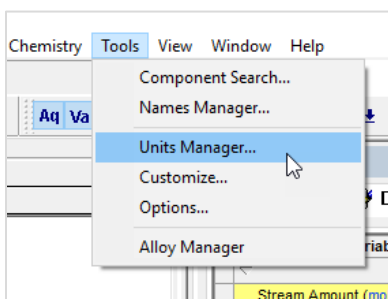 Chemistry Tools View Window Help
Component Search...
Names Manager...
Aq Va
Units Manager...
Customize...
Options...
Alloy Manager
Stream Amount (mo